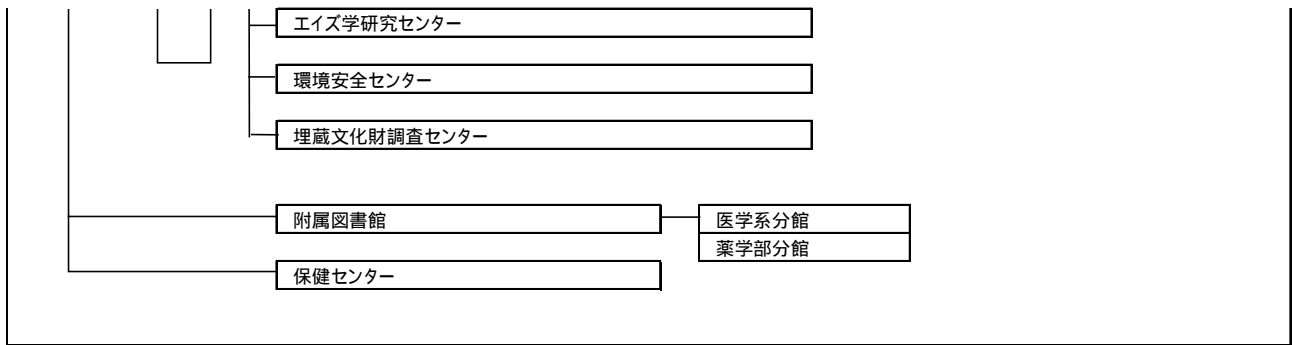 エイズ学研究センター
環境安全センター
埋蔵文化財調査センター
附属図書館
医学系分館
薬学部分館
保健センター